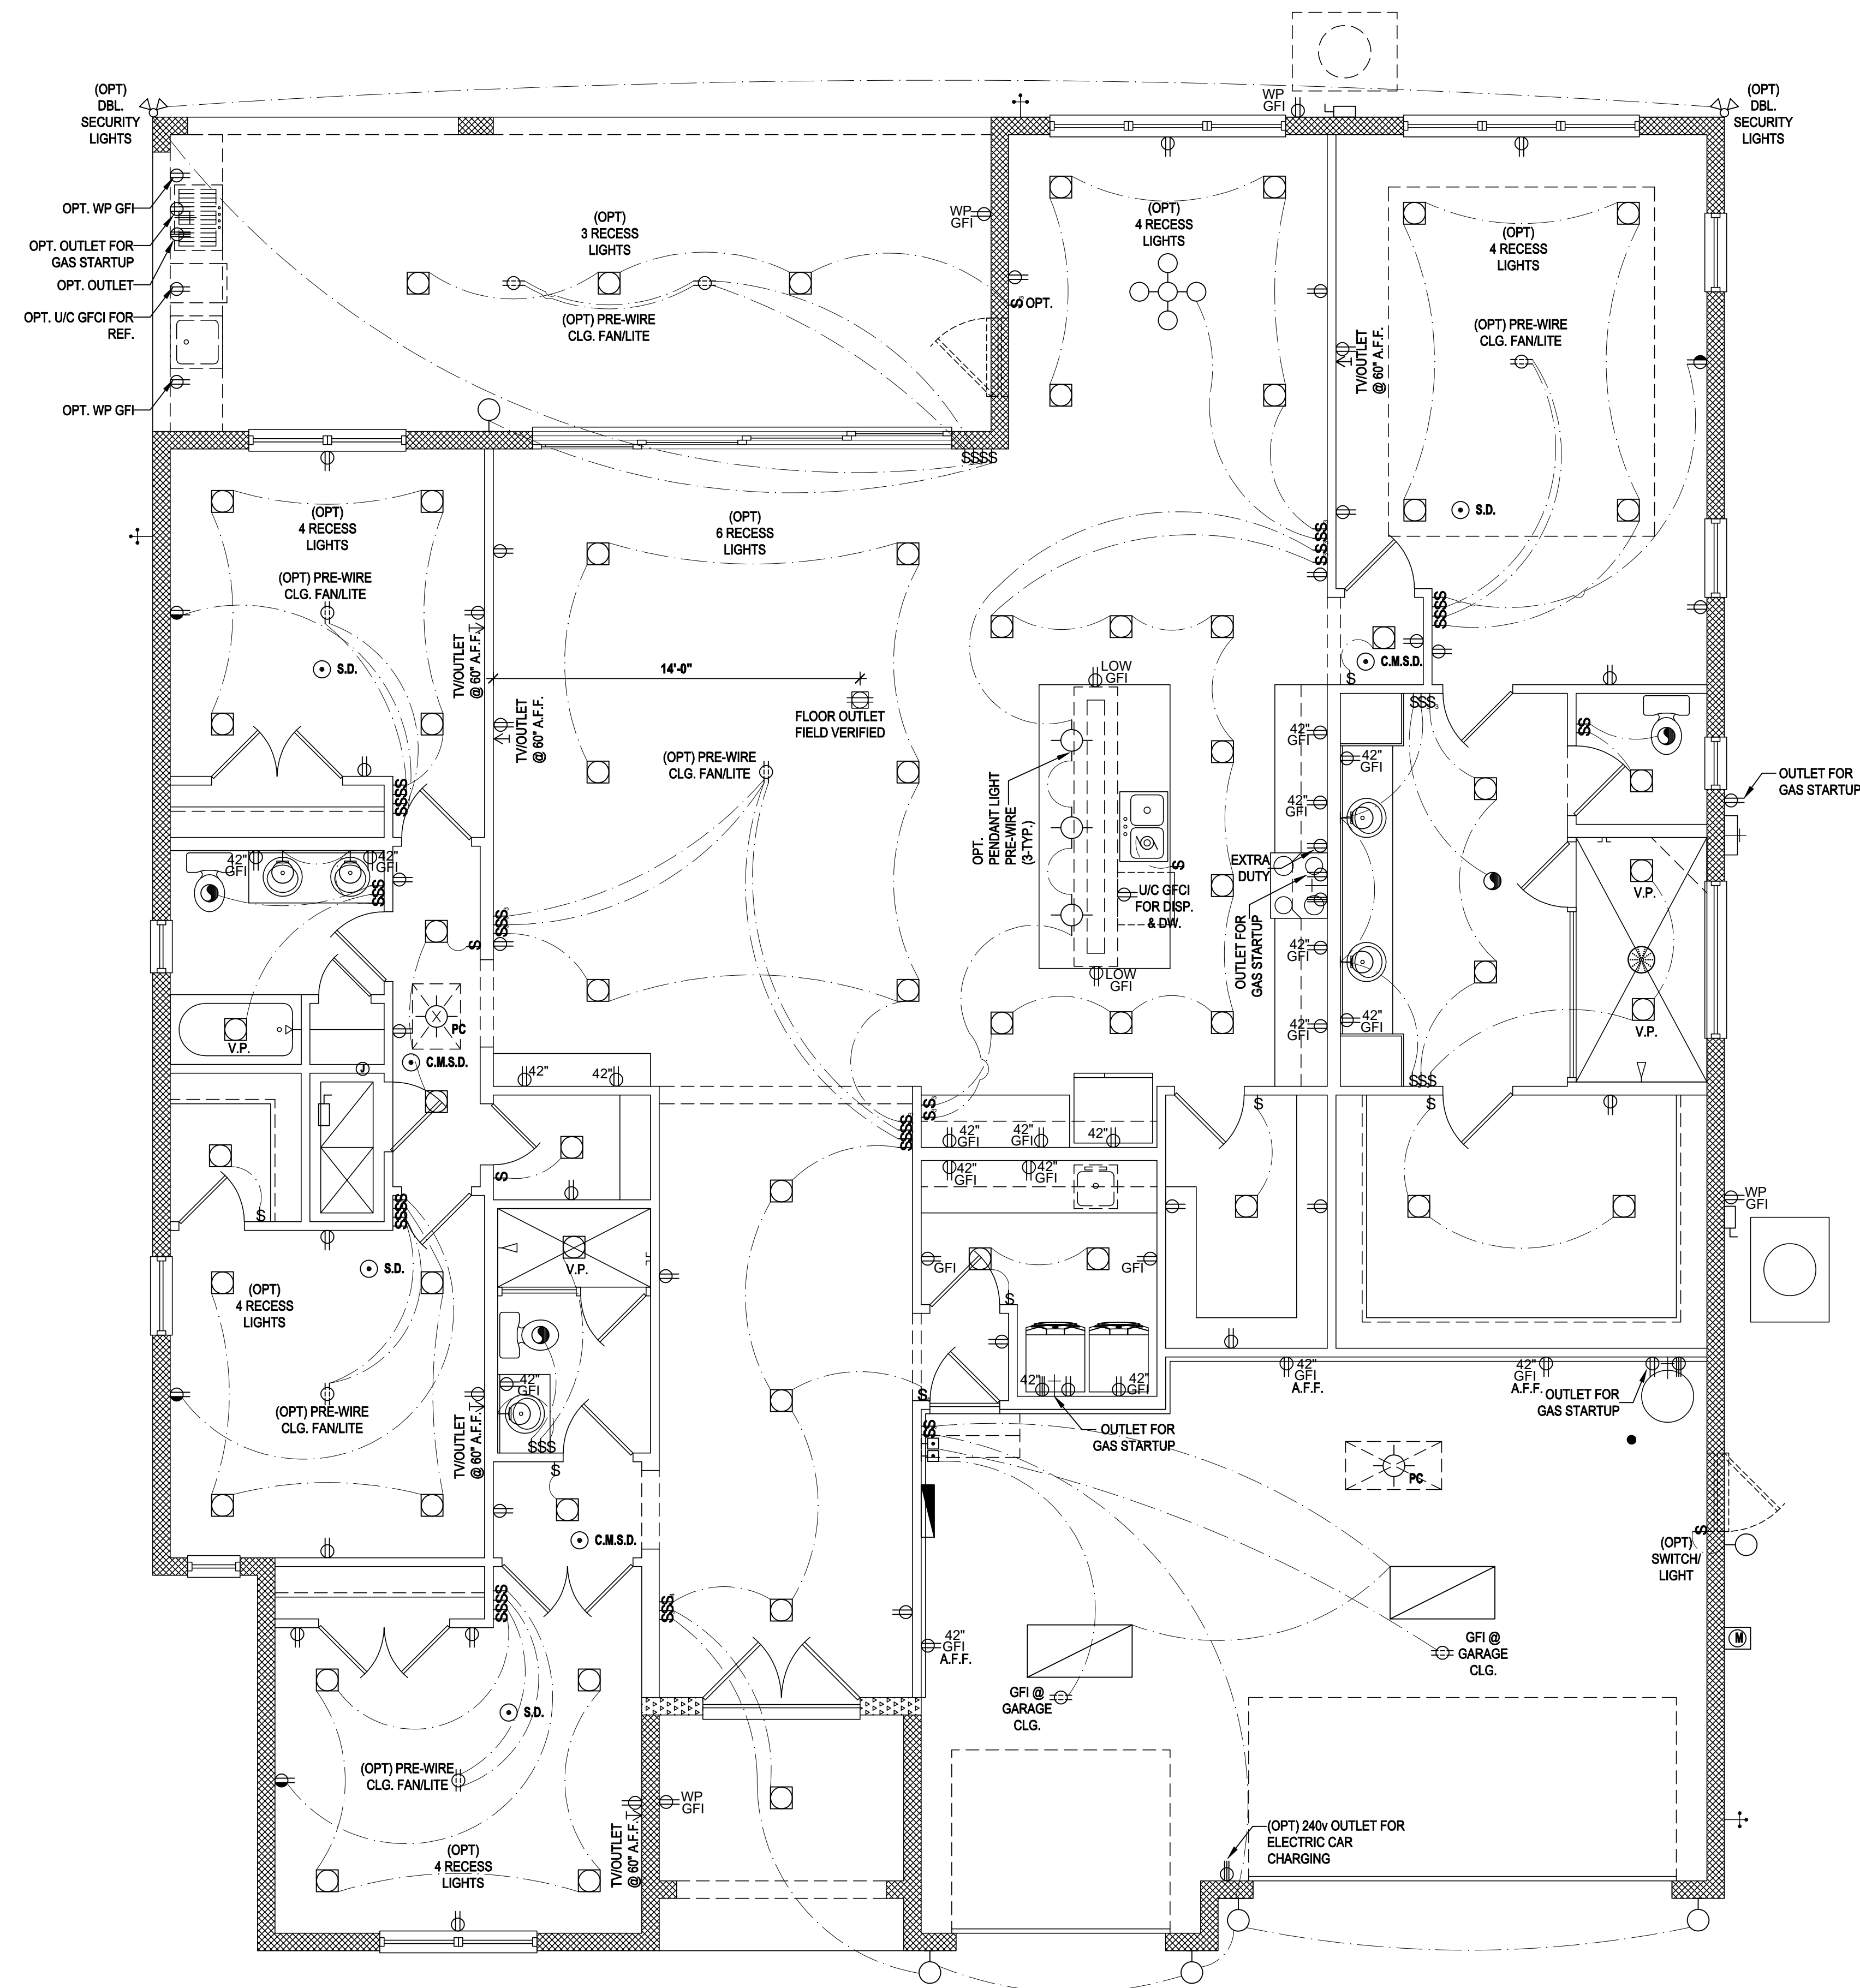 (OPT)
DBL.
SECURITY
LIGHTS
WP
GFI
(OPT)
DBL.
SECURITY
LIGHTS
OPT. WP GFI
OPT. OUTLET FOR
GAS STARTUP
OPT. OUTLET
OPT. U/C GFCI FOR
REF.
OPT. WP GFI
(OPT)
3 RECESS
LIGHTS
(OPT) PRE-WIRE
CLG. FAN/LITE
WP
GFI
$ OPT.
(OPT)
4 RECESS
LIGHTS
TV/OUTLET
@ 60" A.F.F.
(OPT)
4 RECESS
LIGHTS
(OPT) PRE-WIRE
CLG. FAN/LITE
S.D.
$$$$
(OPT)
4 RECESS
LIGHTS
(OPT) PRE-WIRE
CLG. FAN/LITE
S.D.
TV/OUTLET
@ 60" A.F.F.
(OPT)
6 RECESS
LIGHTS
14'-0"
TV/OUTLET
@ 60" A.F.F.
FLOOR OUTLET
FIELD VERIFIED
(OPT) PRE-WIRE
CLG. FAN/LITE
LOW
GFI
OPT.
PENDANT LIGHT
PRE-WIRE
(3-TYP.)
U/C GFCI
FOR DISP.
& DW.
LOW
GFI
C.M.S.D.
42"
GFI
42"
GFI
EXTRA
DUTY
OUTLET FOR
GAS STARTUP
42"
GFI
42"
GFI
42"
GFI
42"
GFI
V.P.
V.P.
OUTLET FOR
GAS STARTUP
42"
GFI
42"
GFI
V.P.
PC
C.M.S.D.
J
42"
42"
42"
GFI
42"
GFI
42"
42"
GFI
42"
GFI
GFI
GFI
42"
42"
GFI
OUTLET FOR
GAS STARTUP
WP
GFI
S.D.
(OPT)
4 RECESS
LIGHTS
(OPT) PRE-WIRE
CLG. FAN/LITE
TV/OUTLET
@ 60" A.F.F.
V.P.
42"
GFI
C.M.S.D.
42"
GFI
A.F.F.
42"
GFI
A.F.F.
OUTLET FOR
GAS STARTUP
PC
(OPT)
SWITCH/
LIGHT
M
42"
GFI
A.F.F.
GFI @
GARAGE
CLG.
GFI @
GARAGE
CLG.
S.D.
(OPT) PRE-WIRE
CLG. FAN/LITE
(OPT)
4 RECESS
LIGHTS
TV/OUTLET
@ 60" A.F.F.
WP
GFI
(OPT) 240v OUTLET FOR
ELECTRIC CAR
CHARGING